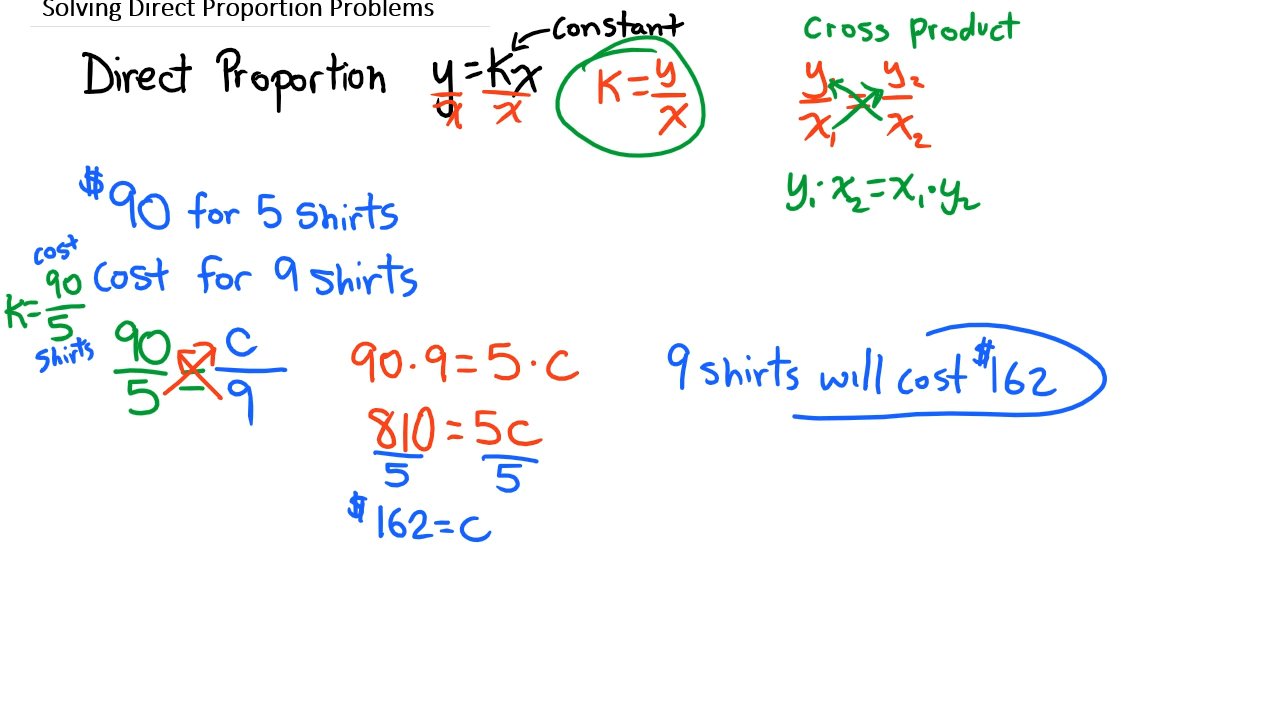 Solving Direct Proportion Problems
constant
Direct Proportion y = Kx
x x
K = y/x
Cross Product
y₁/x₁ = y₂/x₂
y₁ · x₂ = x₁ · y₂
$90 for 5 shirts
cost for 9 shirts
cost
K = 90/5
shirts
90/5 = C/9
90 · 9 = 5 · C
810 = 5C
5 5
$162 = C
9 shirts will cost $162